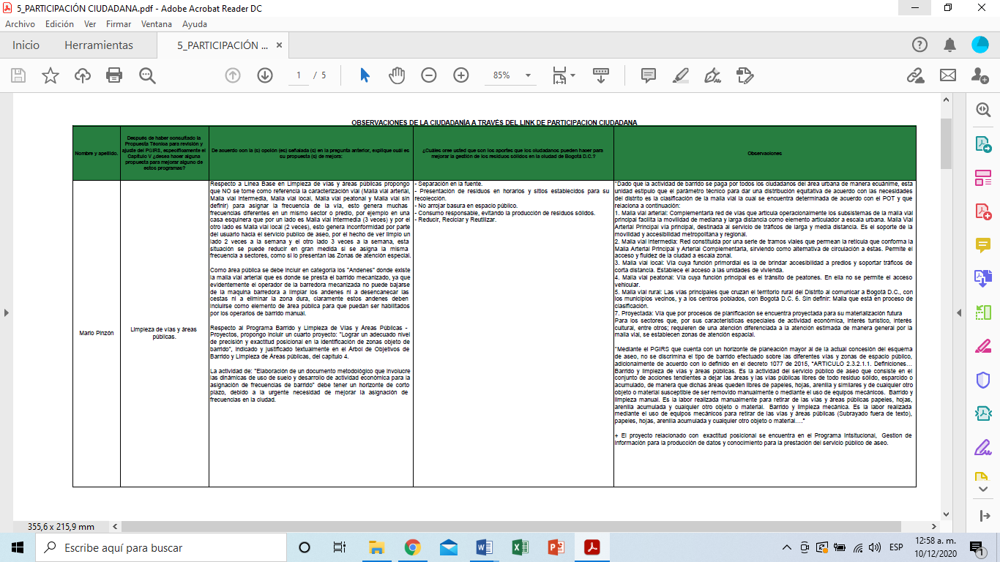 5_PARTICIPACIÓN CIUDADANA.pdf - Adobe Acrobat Reader DC
Archivo Edición Ver Firmar Ventana Ayuda
Inicio Herramientas 5_PARTICIPACIÓN ... ×
1 / 5 85%
OBSERVACIONES DE LA CIUDADANÍA A TRAVÉS DEL LINK DE PARTICIPACION CIUDADANA
Nombre y apellido.
Después de haber consultado la
Propuesta Técnica para revisión y
ajuste del PGIRS, específicamente el
Capítulo V ¿desea hacer alguna
propuesta para mejorar alguno de
estos programas?
De acuerdo con la (s) opción (es) señalada (s) en la pregunta anterior, explique cuál es
su propuesta (s) de mejora:
¿Cuáles cree usted que son los aportes que los ciudadanos pueden hacer para
mejorar la gestión de los residuos sólidos en la ciudad de Bogotá D.C.?
Observaciones
Mario Pinzón
Limpieza de vías y áreas
públicas.
Respecto a Línea Base en Limpieza de vías y áreas públicas propongo
que NO se tome como referencia la caracterización vial (Malla vial arterial,
Malla vial intermedia, Malla vial local, Malla vial peatonal y Malla vial sin
definir) para asignar la frecuencia de la vía, esto genera muchas
frecuencias diferentes en un mismo sector o predio, por ejemplo en una
casa esquinera que por un lado es Malla vial intermedia (3 veces) y por el
otro lado es Malla vial local (2 veces), esto genera inconformidad por parte
del usuario hacia el servicio publico de aseo, por el hecho de ver limpio un
lado 2 veces a la semana y el otro lado 3 veces a la semana, esta
situación se puede reducir en gran medida si se asigna la misma
frecuencia a sectores, como si lo presentan las Zonas de atención especial.
Como área pública se debe incluir en categoría los "Andenes" donde existe
la malla vial arterial que es donde se presta el barrido mecanizado, ya que
evidentemente el operador de la barredora mecanizada no puede bajarse
de la maquina barredora a limpiar los andenes ni a desencanecar las
cestas ni a eliminar la zona dura, claramente estos andenes deben
incluirse como elemento de área pública para que puedan ser habilitados
por los operarios de barrido manual.
Respecto al Programa Barrido y Limpieza de Vías y Áreas Públicas -
Proyectos, propongo incluir un cuarto proyecto: "Lograr un adecuado nivel
de precisión y exactitud posicional en la identificación de zonas objeto de
barrido", indicado y justificado textualmente en el Árbol de Objetivos de
Barrido y Limpieza de Áreas públicas, del capítulo 4.
La actividad de: "Elaboración de un documento metodológico que involucre
las dinámicas de uso de suelo y desarrollo de actividad económica para la
asignación de frecuencias de barrido" debe tener un horizonte de corto
plazo, debido a la urgente necesidad de mejorar la asignación de
frecuencias en la ciudad.
- Separación en la fuente.
- Presentación de residuos en horarios y sitios establecidos para su
recolección.
- No arrojar basura en espacio público.
- Consumo responsable, evitando la producción de residuos sólidos.
- Reducir, Reciclar y Reutilizar.
"Dado que la actividad de barrido se paga por todos los ciudadanos del área urbana de manera ecuánime, esta
unidad estipulo que el parámetro técnico para dar una distribución equitativa de acuerdo con las necesidades
del distrito es la clasificación de la malla vial la cual se encuentra determinada de acuerdo con el POT y que
relaciona a continuación:
1. Malla vial arterial: Complementaria red de vías que articula operacionalmente los subsistemas de la malla vial
principal facilita la movilidad de mediana y larga distancia como elemento articulador a escala urbana. Malla Vial
Arterial Principal vía principal, destinada al servicio de tráficos de larga y media distancia. Es el soporte de la
movilidad y accesibilidad metropolitana y regional.
2. Malla vial intermedia: Red constituida por una serie de tramos viales que permean la retícula que conforma la
Malla Arterial Principal y Arterial Complementaria, sirviendo como alternativa de circulación a éstas. Permite el
acceso y fluidez de la ciudad a escala zonal.
3. Malla vial local: Vía cuya función primordial es la de brindar accesibilidad a predios y soportar tráficos de
corta distancia. Establece el acceso a las unidades de vivienda.
4. Malla vial peatonal: Vía cuya función principal es el tránsito de peatones. En ella no se permite el acceso
vehicular.
5. Malla vial rural: Las vías principales que cruzan el territorio rural del Distrito al comunicar a Bogotá D.C., con
los municipios vecinos, y a los centros poblados, con Bogotá D.C. 6. Sin definir: Malla que está en proceso de
clasificación.
7. Proyectada: Vía que por procesos de planificación se encuentra proyectada para su materialización futura
Para los sectores que, por sus características especiales de actividad económica, interés turístico, interés
cultural, entre otros; requieren de una atención diferenciada a la atención estimada de manera general por la
malla vial, se establecen zonas de atención espacial.
"Mediante el PGIRS que cuenta con un horizonte de planeación mayor al de la actual concesión del esquema
de aseo, no se discrimina el tipo de barrido efectuado sobre las diferentes vías y zonas de espacio público,
adicionalmente de acuerdo con lo definido en el decreto 1077 de 2015, "ARTICULO 2.3.2.1.1. Definiciones...
Barrido y limpieza de vías y áreas públicas. Es la actividad del servicio público de aseo que consiste en el
conjunto de acciones tendientes a dejar las áreas y las vías públicas libres de todo residuo sólido, esparcido o
acumulado, de manera que dichas áreas queden libres de papeles, hojas, arenilla y similares y de cualquier otro
objeto o material susceptible de ser removido manualmente o mediante el uso de equipos mecánicos. Barrido y
limpieza manual. Es la labor realizada manualmente para retirar de las vías y áreas públicas papeles, hojas,
arenilla acumulada y cualquier otro objeto o material. Barrido y limpieza mecánica. Es la labor realizada
mediante el uso de equipos mecánicos para retirar de las vías y áreas públicas (Subrayado fuera de texto),
papeles, hojas, arenilla acumulada y cualquier otro objeto o material...."
+ El proyecto relacionado con exactitud posicional se encuentra en el Programa Intsitucional, Gestion de
Información para la producción de datos y conocimiento para la prestación del servicio público de aseo.
355,6 x 215,9 mm
Escribe aquí para buscar
ESP
12:58 a. m.
10/12/2020
1